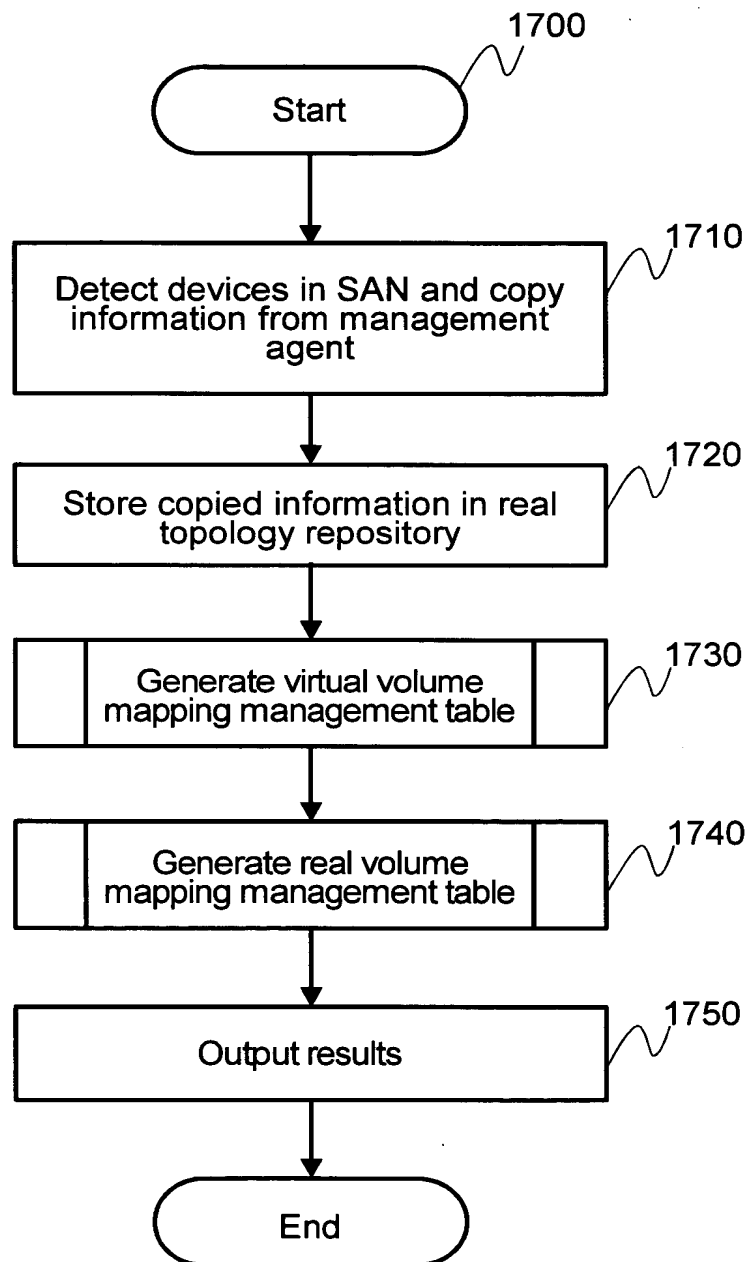 1700
Start
1710
Detect devices in SAN and copy
information from management
agent
1720
Store copied information in real
topology repository
1730
Generate virtual volume
mapping management table
1740
Generate real volume
mapping management table
1750
Output results
End